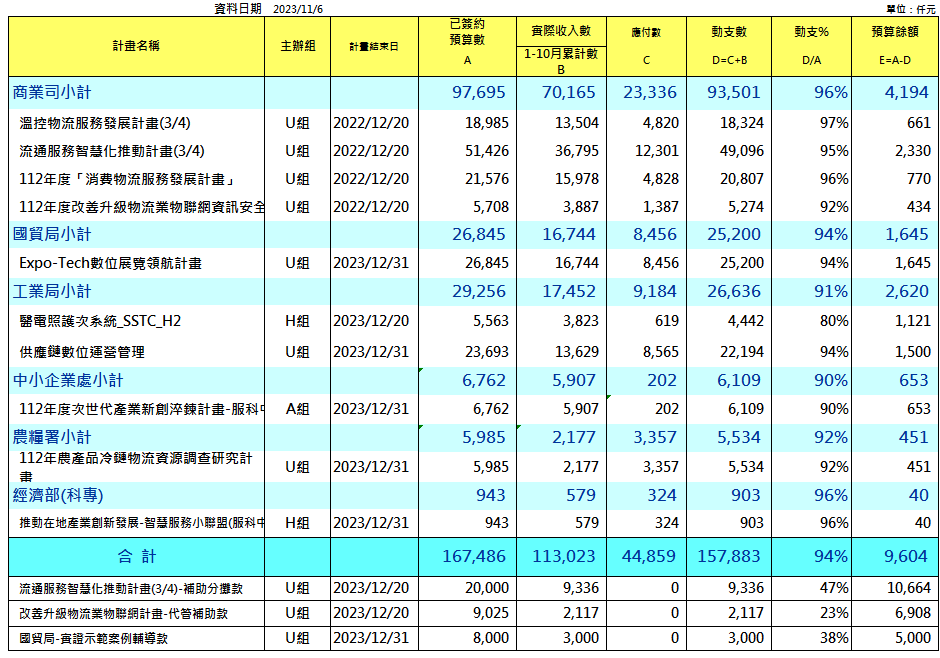 資料日期 2023/11/6 單位：仟元
計畫名稱 主辦組 計畫結束日 已簽約預算數 A 實際收入數 1-10月累計數 B 應付數 C 動支數 D=C+B 動支% D/A 預算餘額 E=A-D
商業司小計 97,695 70,165 23,336 93,501 96% 4,194
溫控物流服務發展計畫(3/4) U組 2022/12/20 18,985 13,504 4,820 18,324 97% 661
流通服務智慧化推動計畫(3/4) U組 2022/12/20 51,426 36,795 12,301 49,096 95% 2,330
112年度「消費物流服務發展計畫」 U組 2022/12/20 21,576 15,978 4,828 20,807 96% 770
112年度改善升級物流業物聯網資訊安全 U組 2022/12/20 5,708 3,887 1,387 5,274 92% 434
國貿局小計 26,845 16,744 8,456 25,200 94% 1,645
Expo-Tech數位展覽領航計畫 U組 2023/12/31 26,845 16,744 8,456 25,200 94% 1,645
工業局小計 29,256 17,452 9,184 26,636 91% 2,620
醫電照護次系統_SSTC_H2 H組 2023/12/20 5,563 3,823 619 4,442 80% 1,121
供應鏈數位運營管理 U組 2023/12/31 23,693 13,629 8,565 22,194 94% 1,500
中小企業處小計 6,762 5,907 202 6,109 90% 653
112年度次世代產業新創淬鍊計畫-服科中 A組 2023/12/31 6,762 5,907 202 6,109 90% 653
農糧署小計 5,985 2,177 3,357 5,534 92% 451
112年農產品冷鏈物流資源調查研究計畫 U組 2023/12/31 5,985 2,177 3,357 5,534 92% 451
經濟部(科專) 943 579 324 903 96% 40
推動在地產業創新發展-智慧服務小聯盟(服科中 H組 2023/12/31 943 579 324 903 96% 40
合 計 167,486 113,023 44,859 157,883 94% 9,604
流通服務智慧化推動計畫(3/4)-補助分攤款 U組 2023/12/20 20,000 9,336 0 9,336 47% 10,664
改善升級物流業物聯網計畫-代管補助款 U組 2023/12/20 9,025 2,117 0 2,117 23% 6,908
國貿局-實證示範案例輔導款 U組 2023/12/31 8,000 3,000 0 3,000 38% 5,000